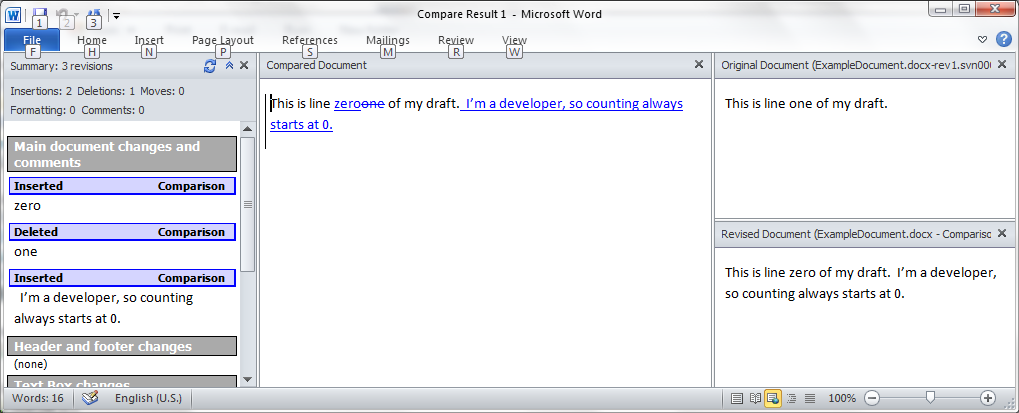 Compare Result 1 - Microsoft Word
1 2 3
File Home Insert Page Layout References Mailings Review View
F H N P S M R W
Summary: 3 revisions
Insertions: 2 Deletions: 1 Moves: 0
Formatting: 0 Comments: 0
Main document changes and
comments
Inserted Comparison
zero
Deleted Comparison
one
Inserted Comparison
I'm a developer, so counting
always starts at 0.
Header and footer changes
(none)
Text Box changes
Compared Document
This is line zeroone of my draft.  I'm a developer, so counting always
starts at 0.
Original Document (ExampleDocument.docx-rev1.svn000
This is line one of my draft.
Revised Document (ExampleDocument.docx - Compariso
This is line zero of my draft.  I'm a developer,
so counting always starts at 0.
Words: 16 English (U.S.) 100%